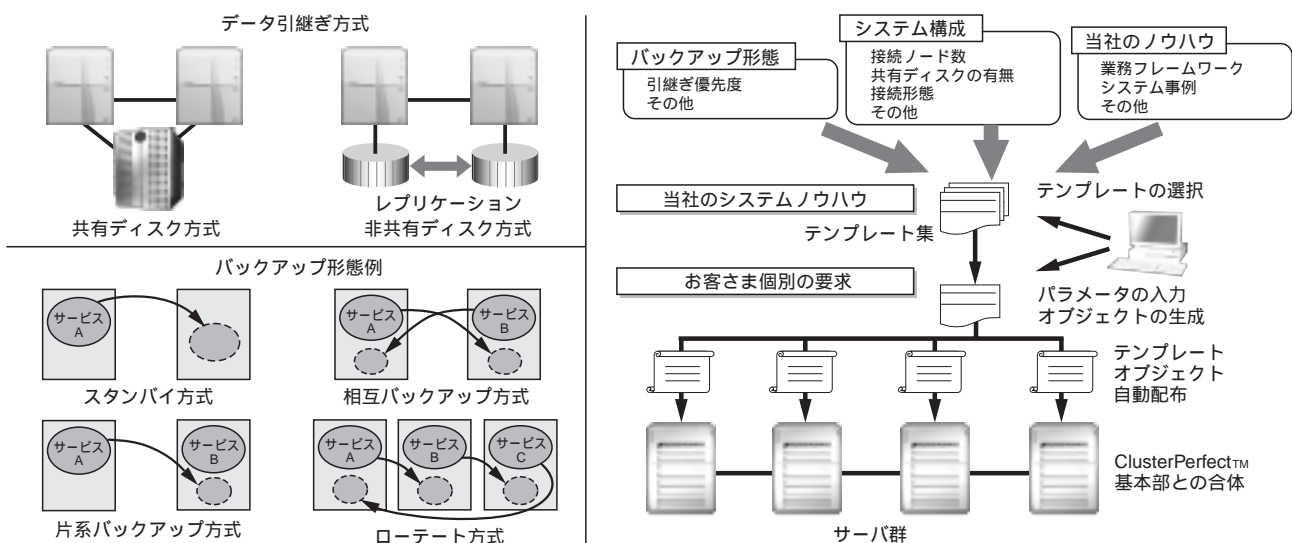 データ引継ぎ方式
共有ディスク方式
レプリケーション
非共有ディスク方式
バックアップ形態例
サービス
A
スタンバイ方式
サービス
A
サービス
B
相互バックアップ方式
サービス
A
サービス
B
片系バックアップ方式
サービス
A
サービス
B
サービス
C
ローテート方式
バックアップ形態
引継ぎ優先度
その他
システム構成
接続ノード数
共有ディスクの有無
接続形態
その他
当社のノウハウ
業務フレームワーク
システム事例
その他
当社のシステムノウハウ
テンプレート集
テンプレートの選択
お客さま個別の要求
パラメータの入力
オブジェクトの生成
テンプレート
オブジェクト
自動配布
ClusterPerfectTM
基本部との合体
サーバ群